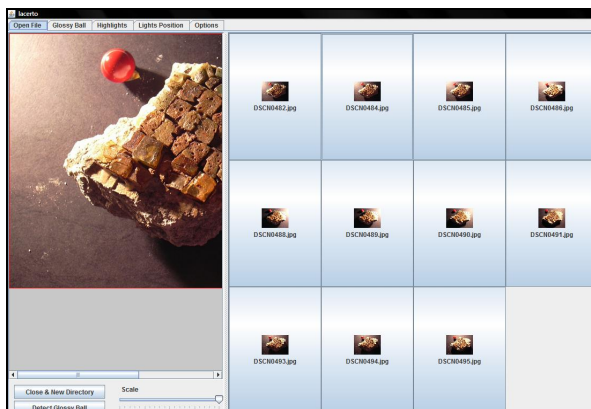 lacerto
Open File Glossy Ball Highlights Lights Position Options
DSCN0482.jpg DSCN0484.jpg DSCN0485.jpg DSCN0486.jpg
DSCN0488.jpg DSCN0489.jpg DSCN0490.jpg DSCN0491.jpg
DSCN0493.jpg DSCN0494.jpg DSCN0495.jpg
Close & New Directory Scale
Detect Glossy Ball